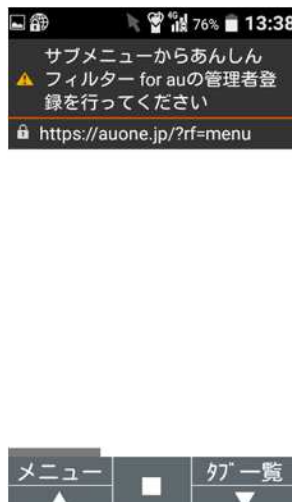 4G 76% 13:38
サブメニューからあんしん
フィルター for auの管理者登
録を行ってください
https://auone.jp/?rf=menu
メニュー ﾀﾌﾞ一覧